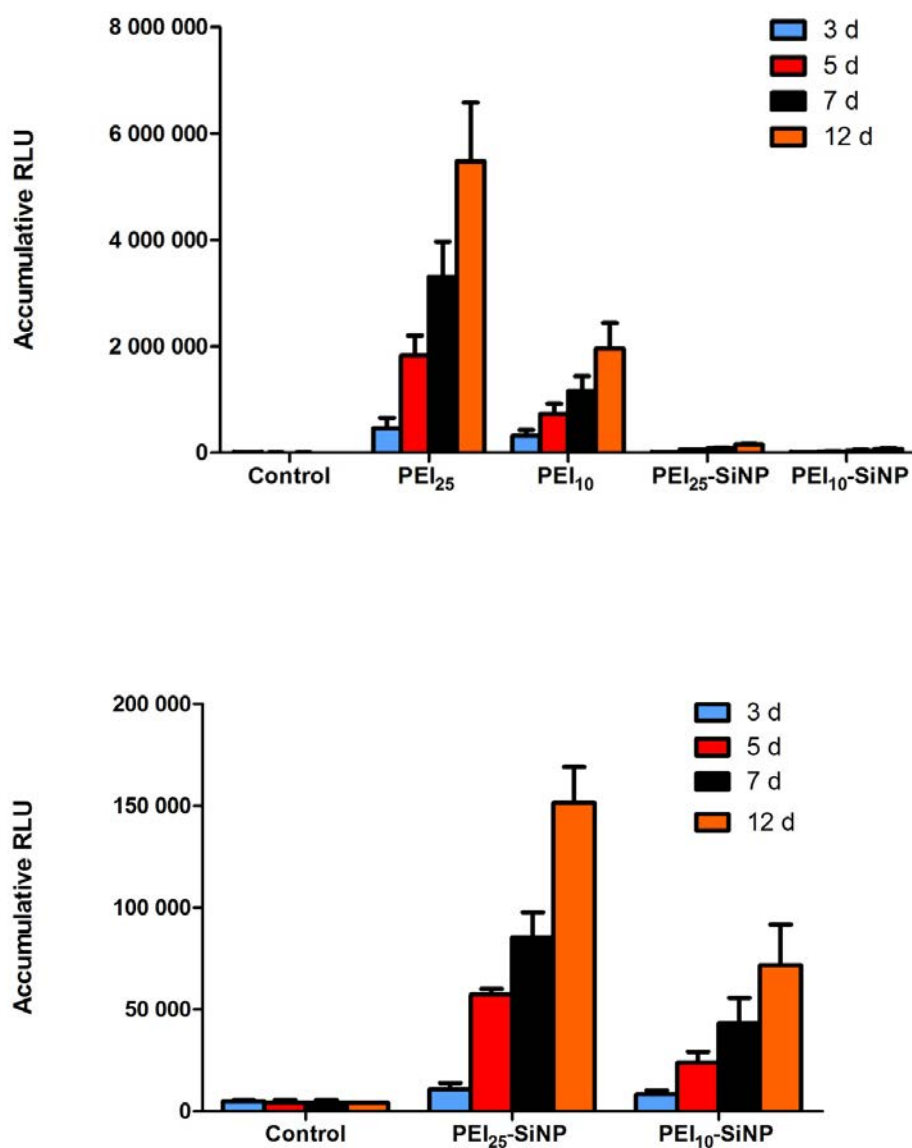 8 000 000
6 000 000
4 000 000
2 000 000
0
Accumulative RLU
3 d
5 d
7 d
12 d
Control PEI₂₅ PEI₁₀ PEI₂₅-SiNP PEI₁₀-SiNP
200 000
150 000
100 000
50 000
0
Accumulative RLU
3 d
5 d
7 d
12 d
Control PEI₂₅-SiNP PEI₁₀-SiNP